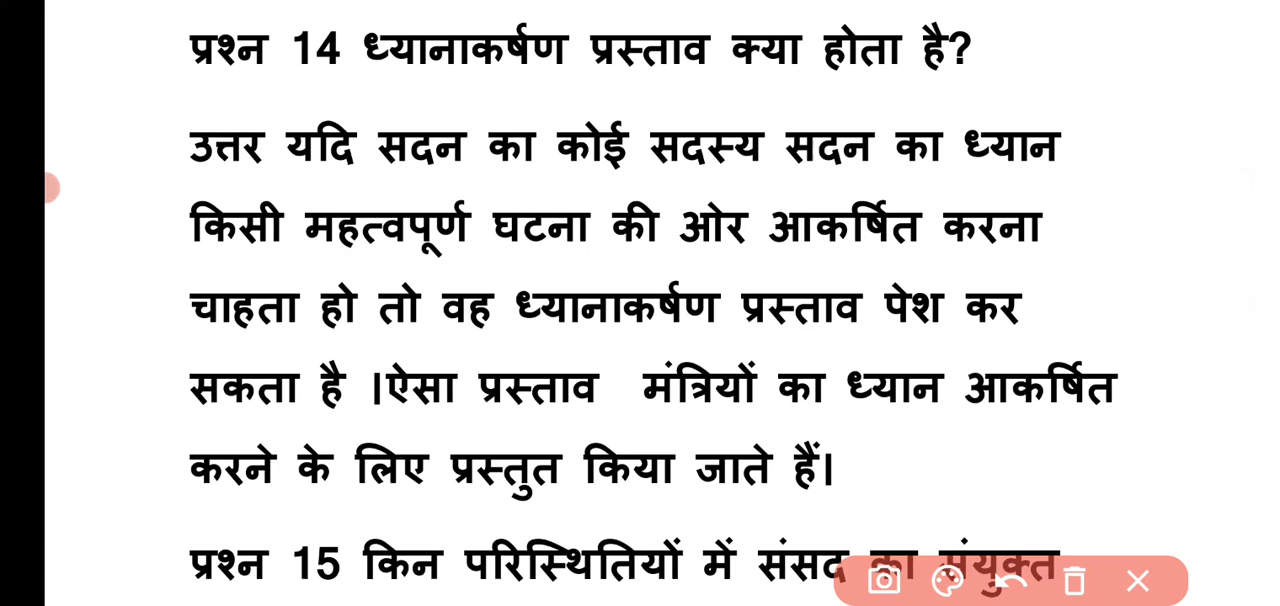 प्रश्न 14 ध्यानाकर्षण प्रस्ताव क्या होता है?
उत्तर यदि सदन का कोई सदस्य सदन का ध्यान
किसी महत्वपूर्ण घटना की ओर आकर्षित करना
चाहता हो तो वह ध्यानाकर्षण प्रस्ताव पेश कर
सकता है ।ऐसा प्रस्ताव मंत्रियों का ध्यान आकर्षित
करने के लिए प्रस्तुत किया जाते हैं।
प्रश्न 15 किन परिस्थितियों में संसद का संयुक्त